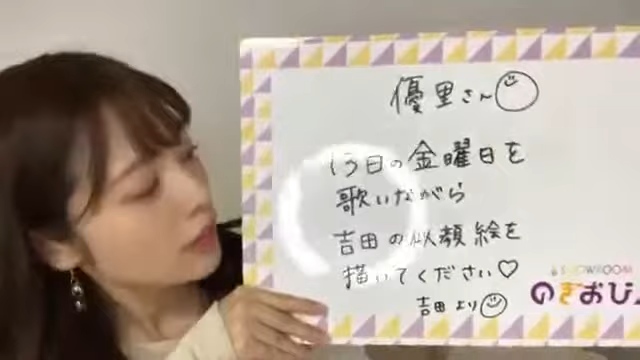 優里さん
13日の金曜日を
歌いながら
吉田の似顔絵を
描いてください♡
吉田より
SHOWROOM
のぎおび